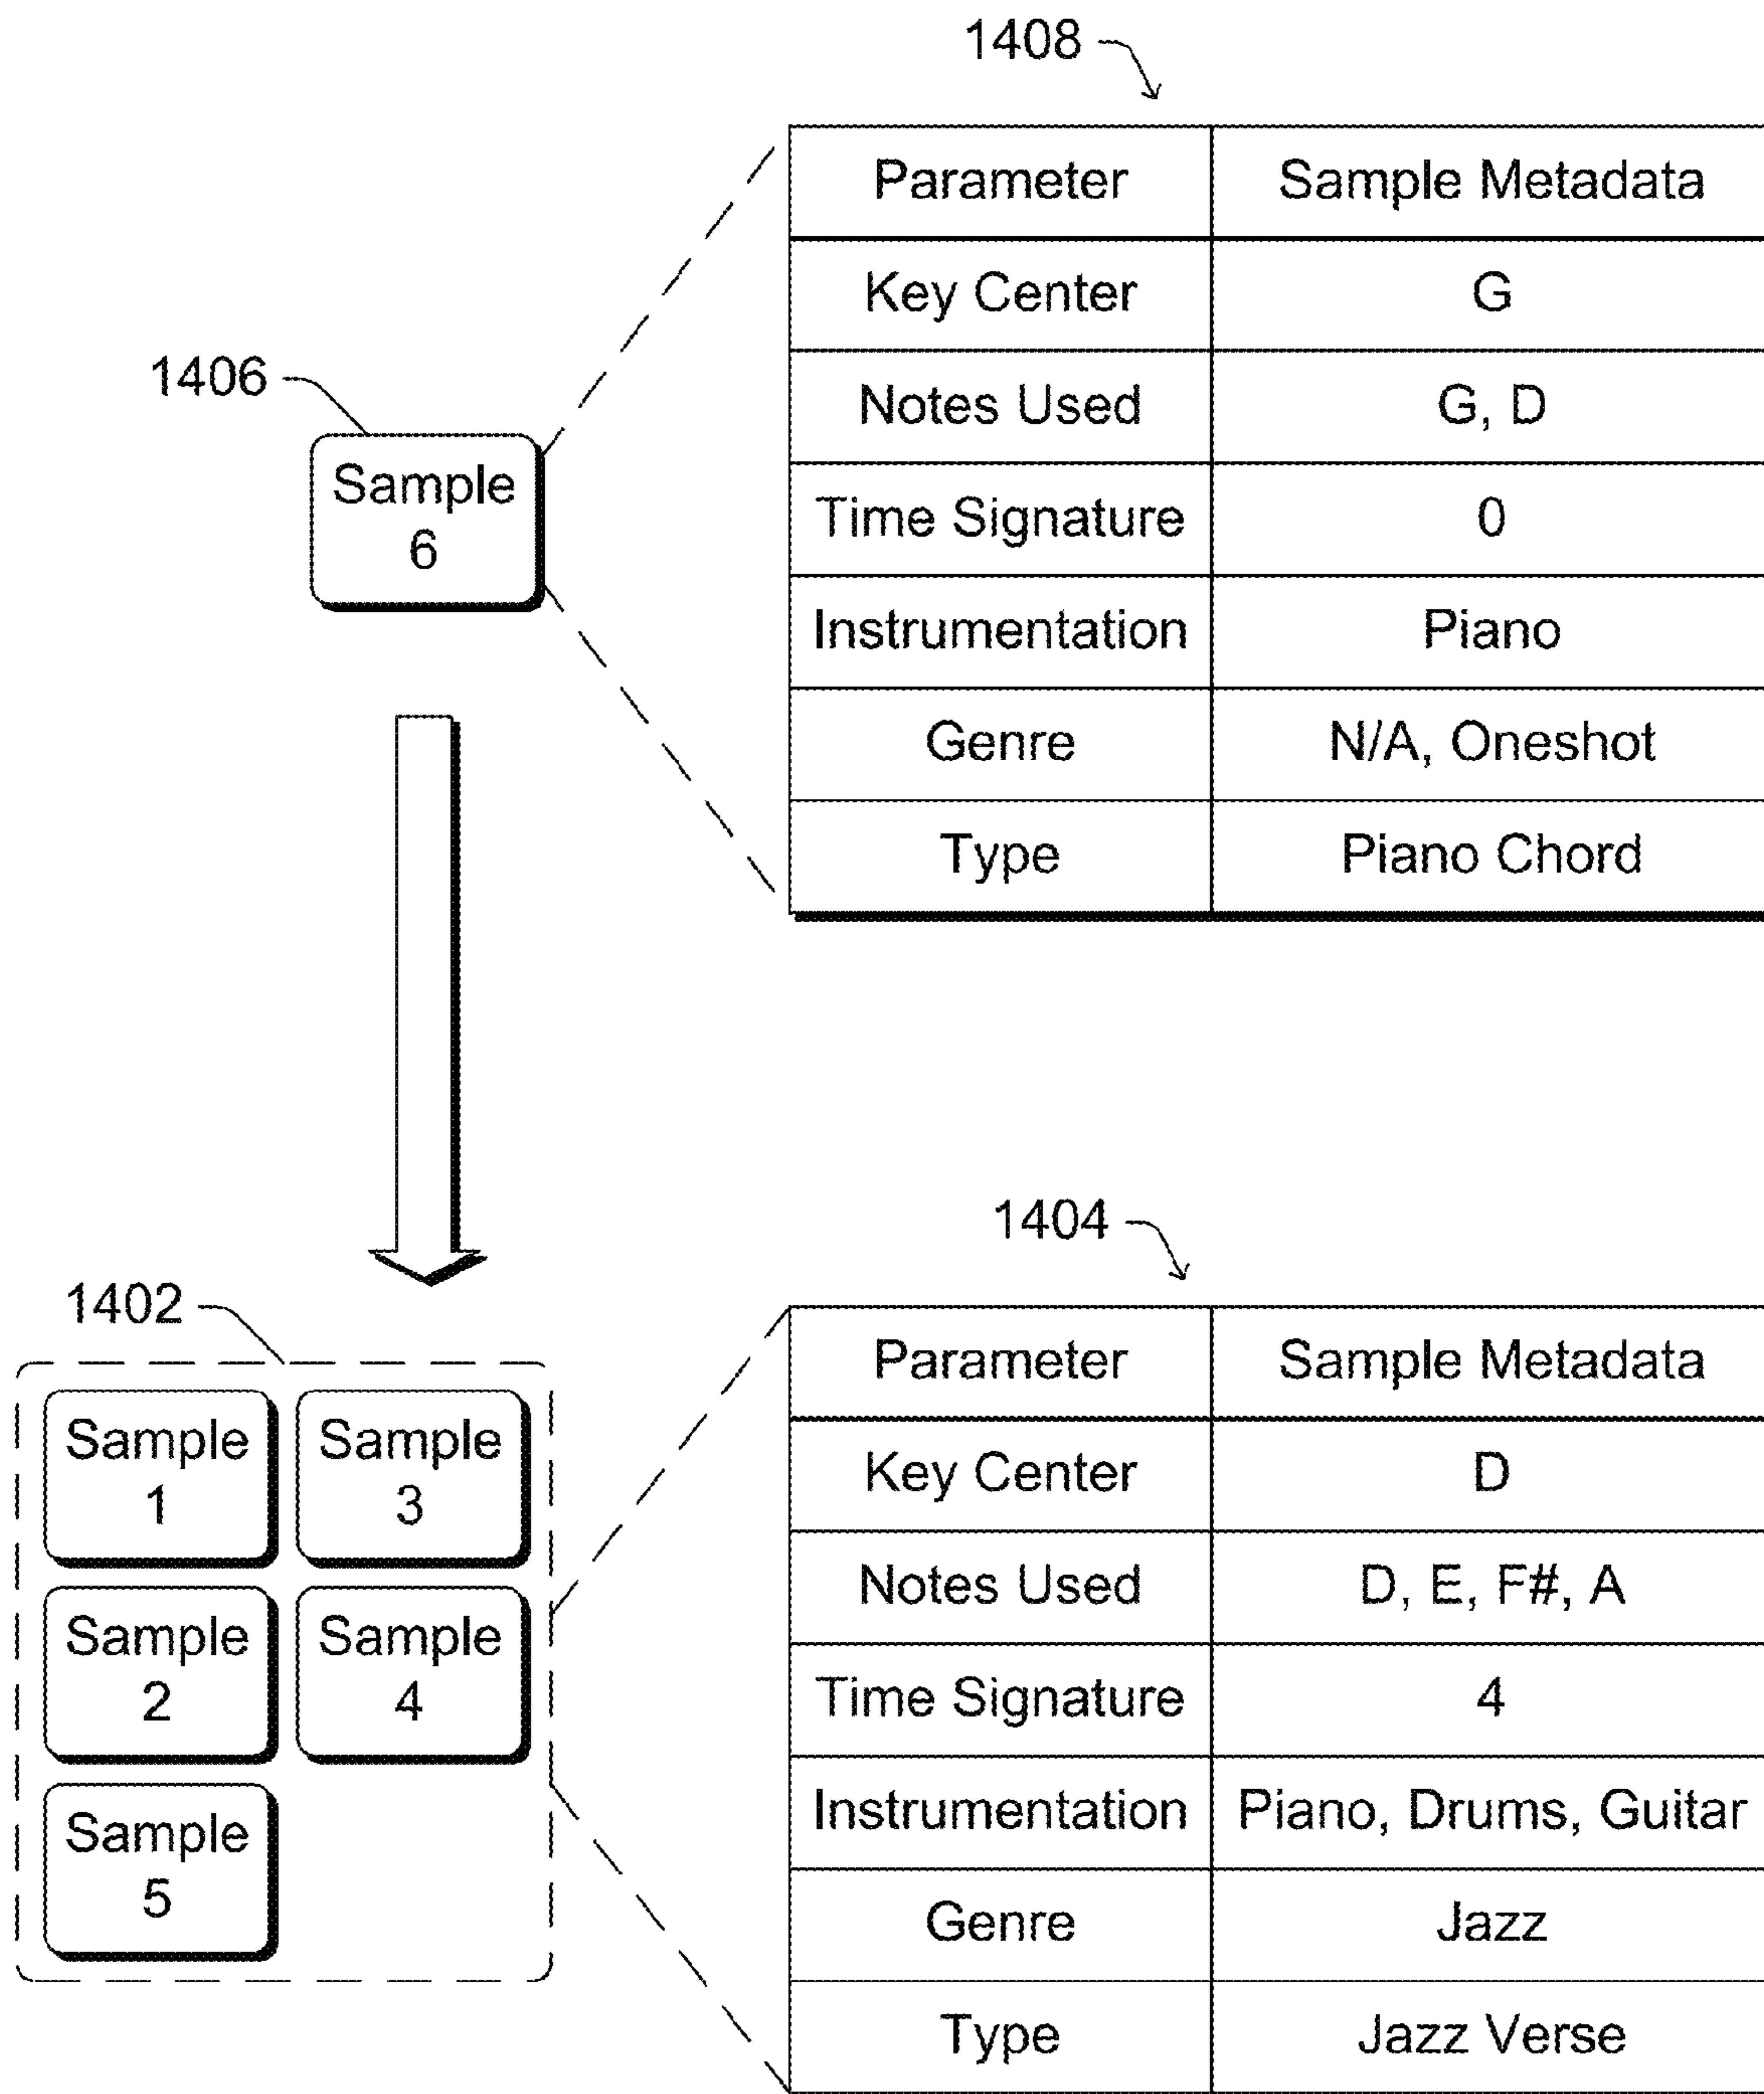 1408
Parameter Sample Metadata
Key Center G
Notes Used G, D
Time Signature 0
Instrumentation Piano
Genre N/A, Oneshot
Type Piano Chord
1406
Sample
6
1404
Parameter Sample Metadata
Key Center D
Notes Used D, E, F#, A
Time Signature 4
Instrumentation Piano, Drums, Guitar
Genre Jazz
Type Jazz Verse
1402
Sample
1
Sample
3
Sample
2
Sample
4
Sample
5